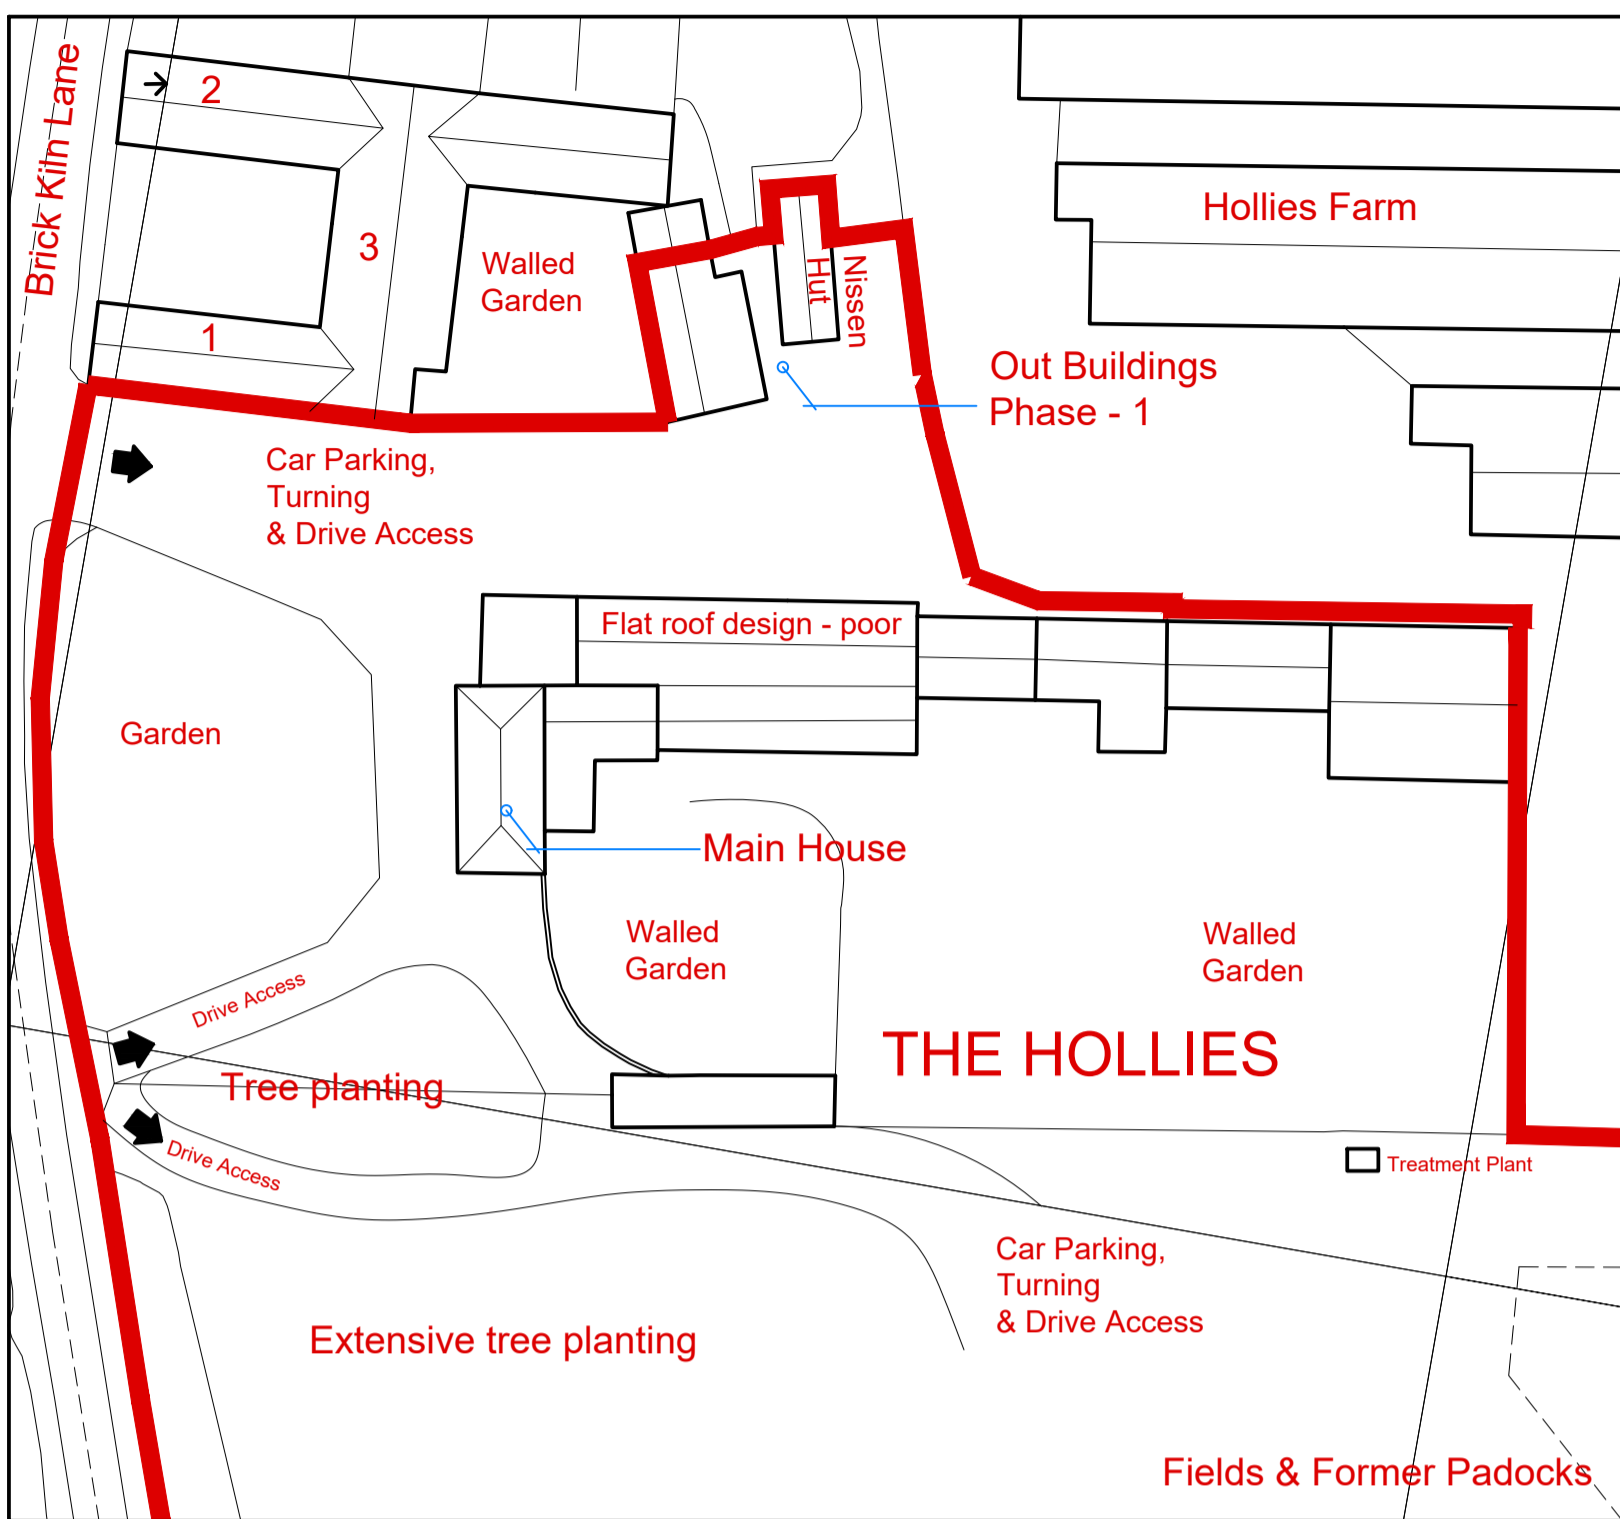 Brick Kiln Lane
2
3
1
Walled
Garden
Nissen
Hut
Hollies Farm
Out Buildings
Phase - 1
Car Parking,
Turning
& Drive Access
Flat roof design - poor
Garden
Main House
Walled
Garden
Walled
Garden
Drive Access
THE HOLLIES
Tree planting
Drive Access
Treatment Plant
Car Parking,
Turning
& Drive Access
Extensive tree planting
Fields & Former Padocks